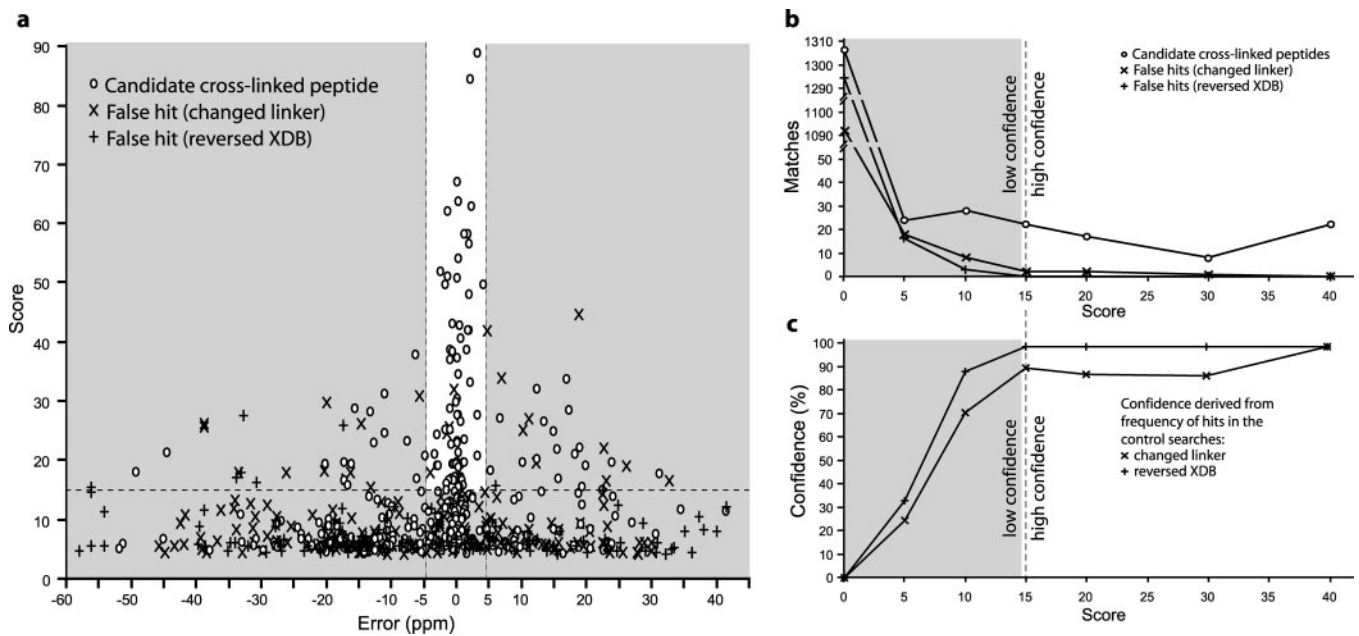 a
90
80
70
60
50
40
30
20
10
0
Score
Candidate cross-linked peptide
False hit (changed linker)
False hit (reversed XDB)
-60 -50 -40 -30 -20 -10 -5 0 5 10 20 30 40
Error (ppm)
b
1310
1300
1290
1100
1090
50
40
30
20
10
0
Matches
Candidate cross-linked peptides
False hits (changed linker)
False hits (reversed XDB)
low confidence
high confidence
0 5 10 15 20 25 30 35 40
Score
c
100
90
80
70
60
50
40
30
20
10
0
Confidence (%)
low confidence
high confidence
Confidence derived from
frequency of hits in the
control searches:
changed linker
reversed XDB
0 5 10 15 20 25 30 35 40
Score